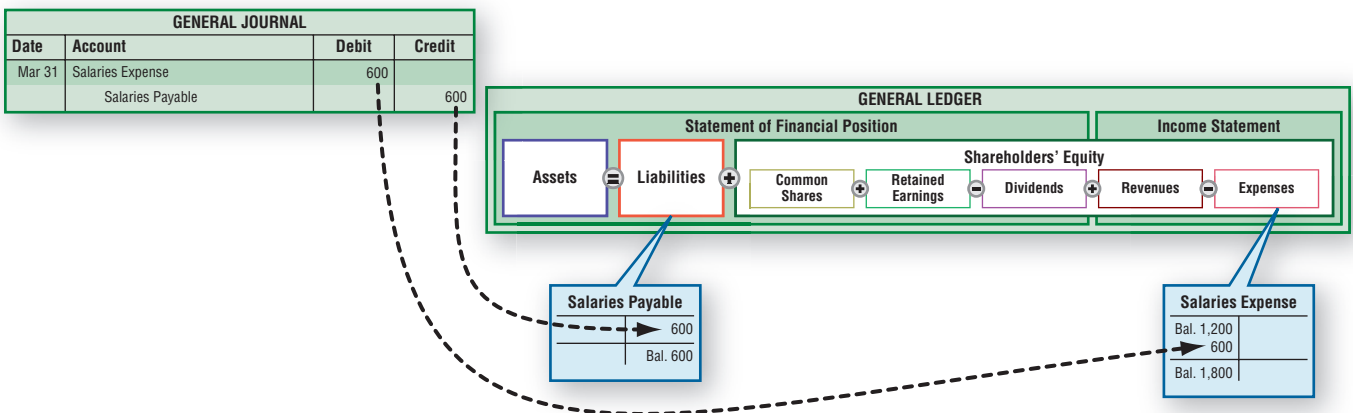 GENERAL JOURNAL
Date Account Debit Credit
Mar 31 Salaries Expense 600
Salaries Payable 600
GENERAL LEDGER
Statement of Financial Position Income Statement
Shareholders’ Equity
Assets = Liabilities + Common Shares + Retained Earnings − Dividends + Revenues − Expenses
Salaries Payable
600
Bal. 600
Salaries Expense
Bal. 1,200
600
Bal. 1,800